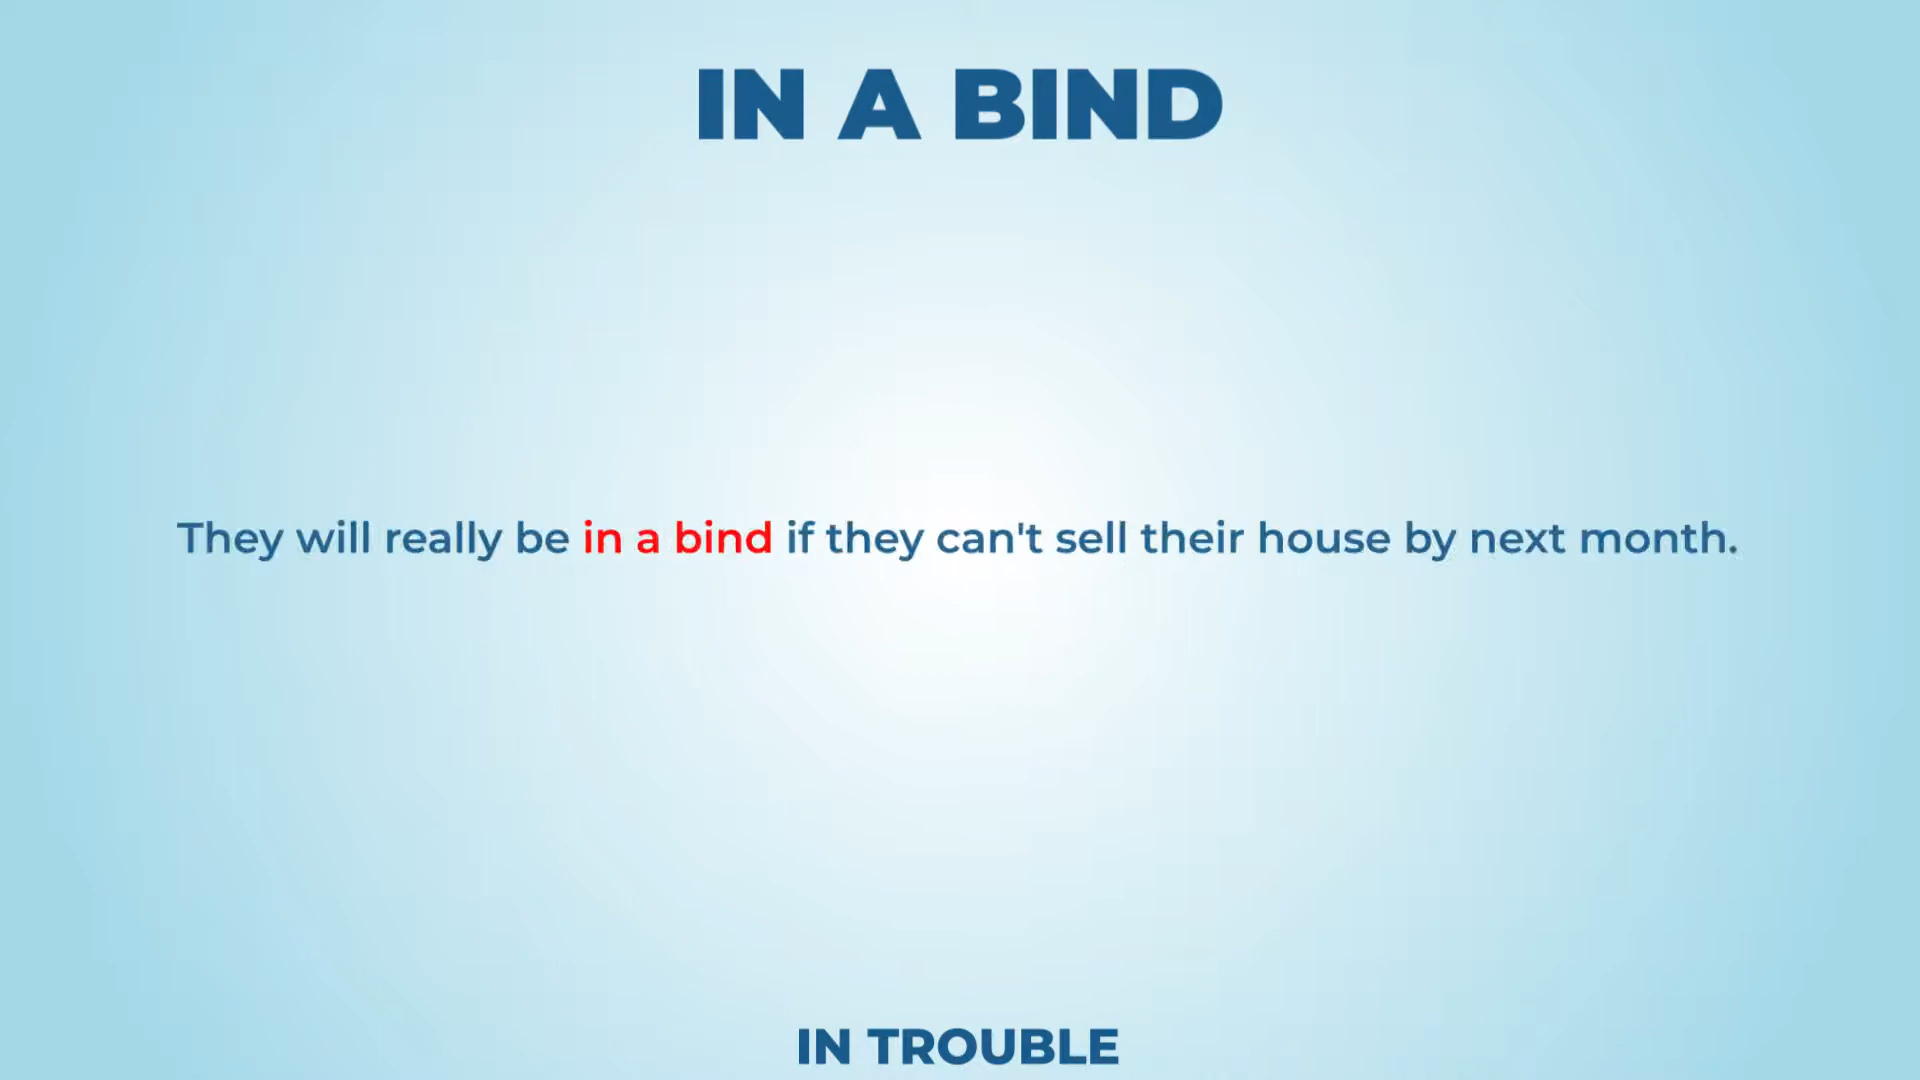 IN A BIND
They will really be in a bind if they can't sell their house by next month.
IN TROUBLE